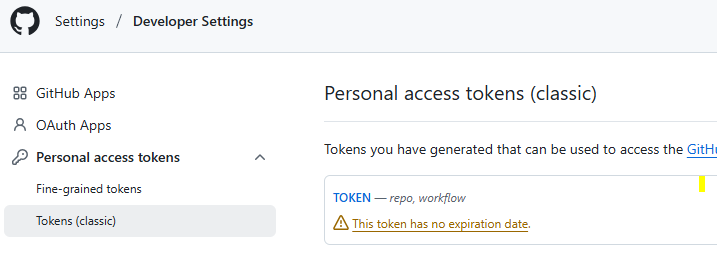 Settings / Developer Settings
GitHub Apps
OAuth Apps
Personal access tokens
Fine-grained tokens
Tokens (classic)
Personal access tokens (classic)
Tokens you have generated that can be used to access the
TOKEN — repo, workflow
This token has no expiration date.